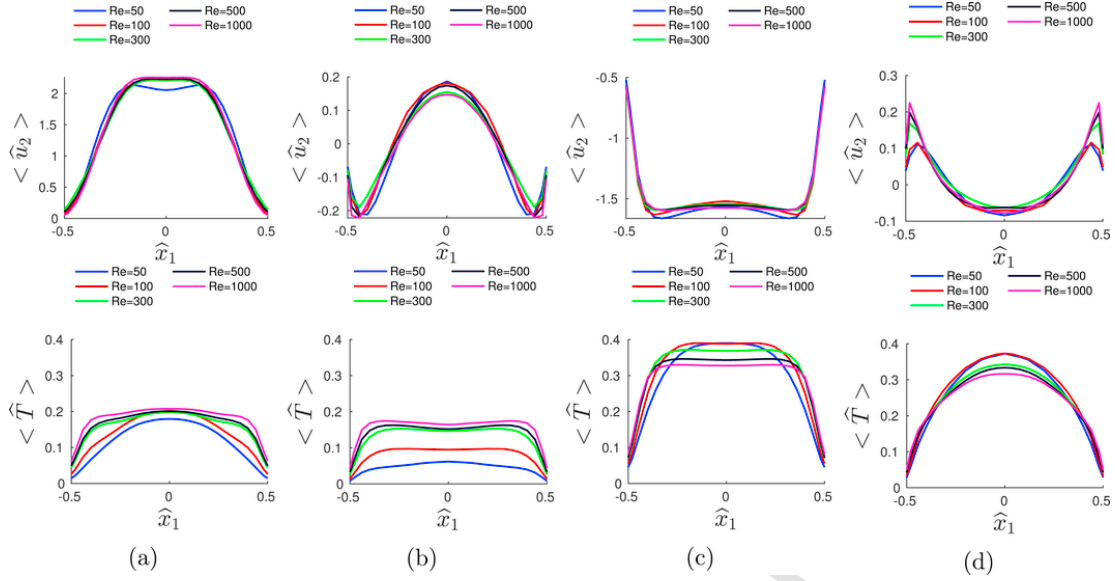 Re=50 Re=500
Re=100 Re=1000
Re=300
Re=50 Re=500
Re=100 Re=1000
Re=300
Re=50 Re=500
Re=100 Re=1000
Re=300
Re=50 Re=500
Re=100 Re=1000
Re=300
< û₂ >
2
1.5
1
0.5
0
-0.5 0 0.5
x̂₁
< û₂ >
0.2
0.1
0
-0.1
-0.2
-0.5 0 0.5
x̂₁
< û₂ >
-0.5
-1
-1.5
-0.5 0 0.5
x̂₁
< û₂ >
0.3
0.2
0.1
0
-0.1
-0.5 0 0.5
x̂₁
Re=50 Re=500
Re=100 Re=1000
Re=300
Re=50 Re=500
Re=100 Re=1000
Re=300
Re=50 Re=500
Re=100 Re=1000
Re=300
Re=50 Re=500
Re=100 Re=1000
Re=300
< T̂ >
0.4
0.3
0.2
0.1
0
-0.5 0 0.5
x̂₁
< T̂ >
0.4
0.3
0.2
0.1
0
-0.5 0 0.5
x̂₁
< T̂ >
0.4
0.3
0.2
0.1
0
-0.5 0 0.5
x̂₁
< T̂ >
0.4
0.3
0.2
0.1
0
-0.5 0 0.5
x̂₁
(a) (b) (c) (d)